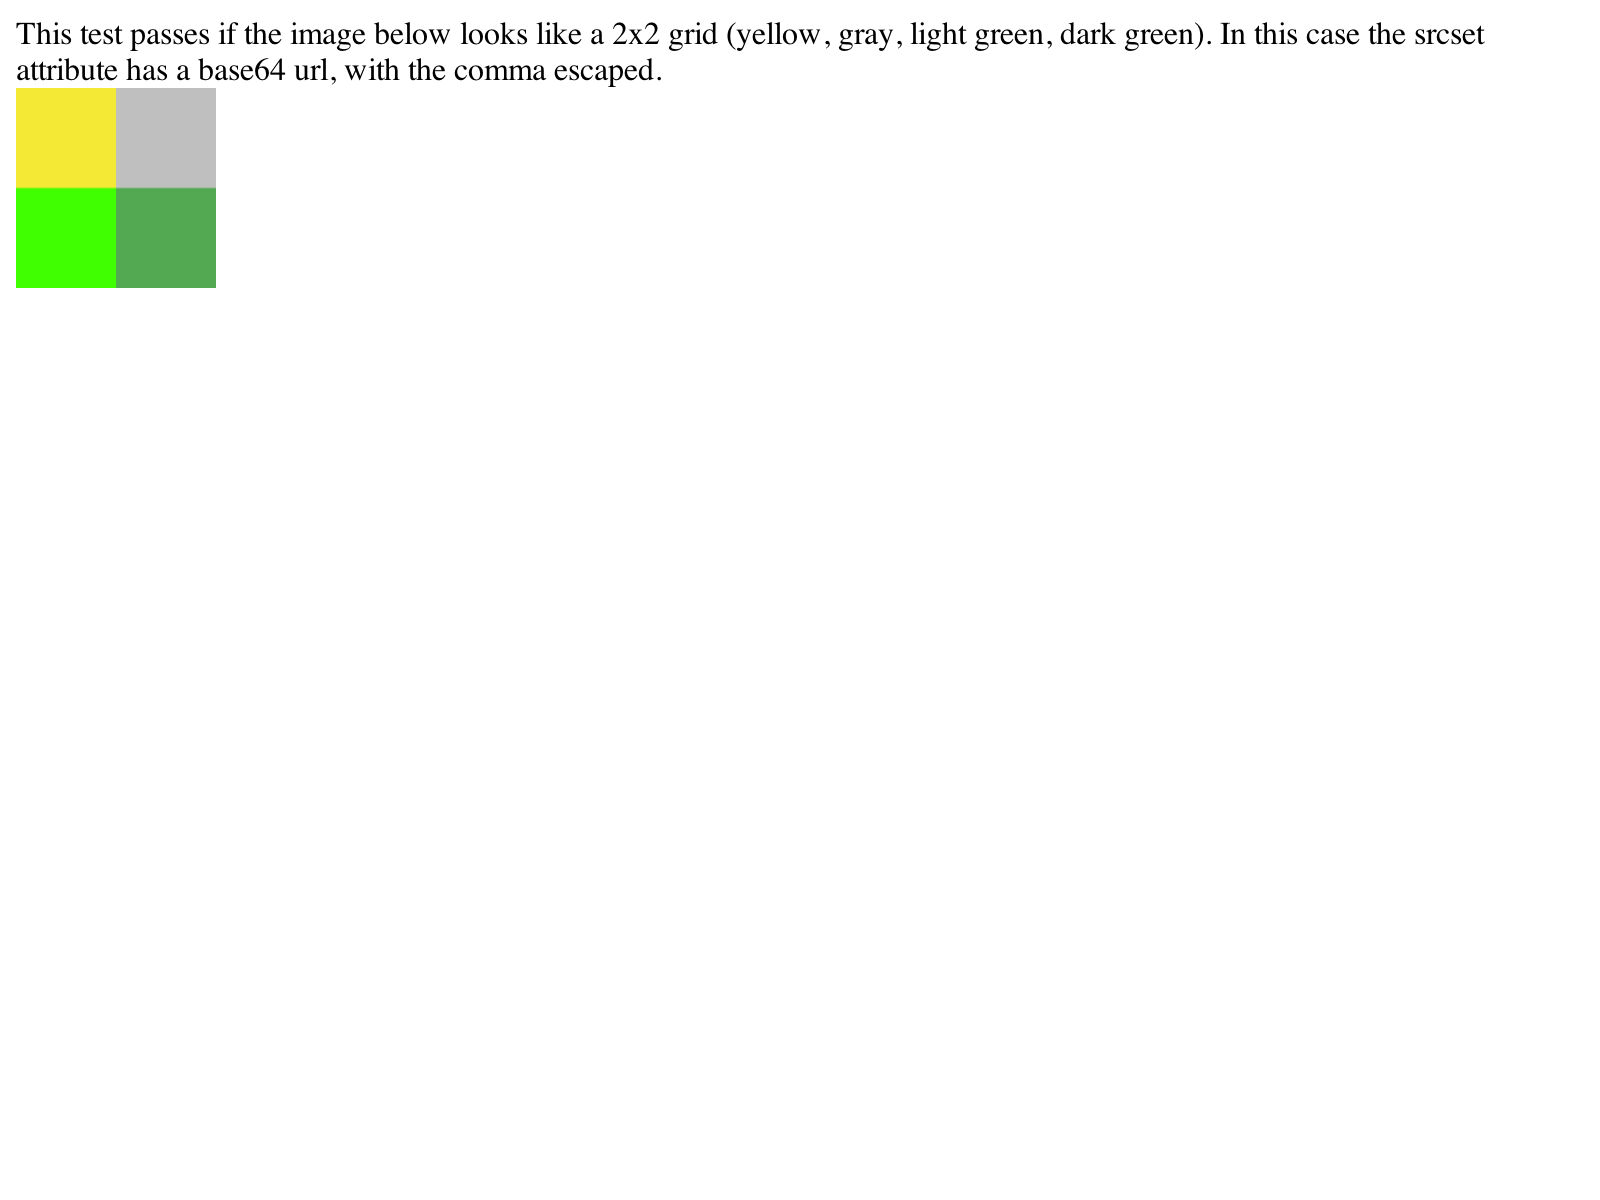 This test passes if the image below looks like a 2x2 grid (yellow, gray, light green, dark green). In this case the srcset
attribute has a base64 url, with the comma escaped.